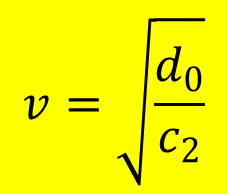 v = √(d₀/c₂)